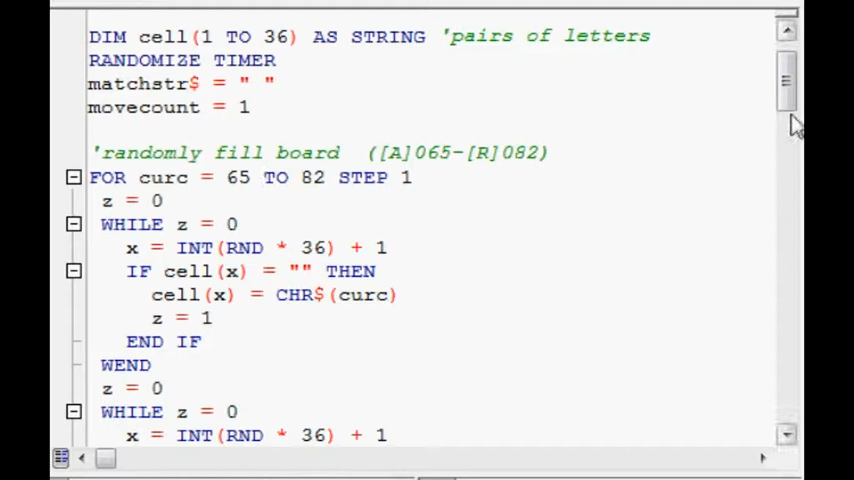 DIM cell(1 TO 36) AS STRING 'pairs of letters
RANDOMIZE TIMER
matchstr$ = " "
movecount = 1
'randomly fill board  ([A]065-[R]082)
FOR curc = 65 TO 82 STEP 1
z = 0
WHILE z = 0
x = INT(RND * 36) + 1
IF cell(x) = "" THEN
cell(x) = CHR$(curc)
z = 1
END IF
WEND
z = 0
WHILE z = 0
x = INT(RND * 36) + 1